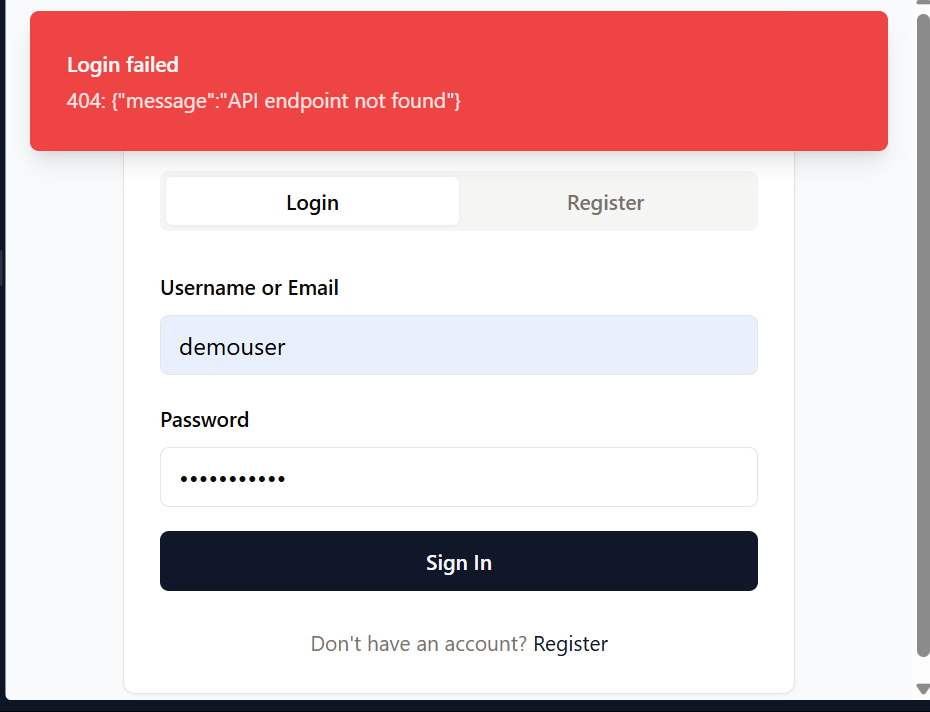 Login failed
404: {"message":"API endpoint not found"}
Login Register
Username or Email
demouser
Password
•••••••••••
Sign In
Don't have an account? Register